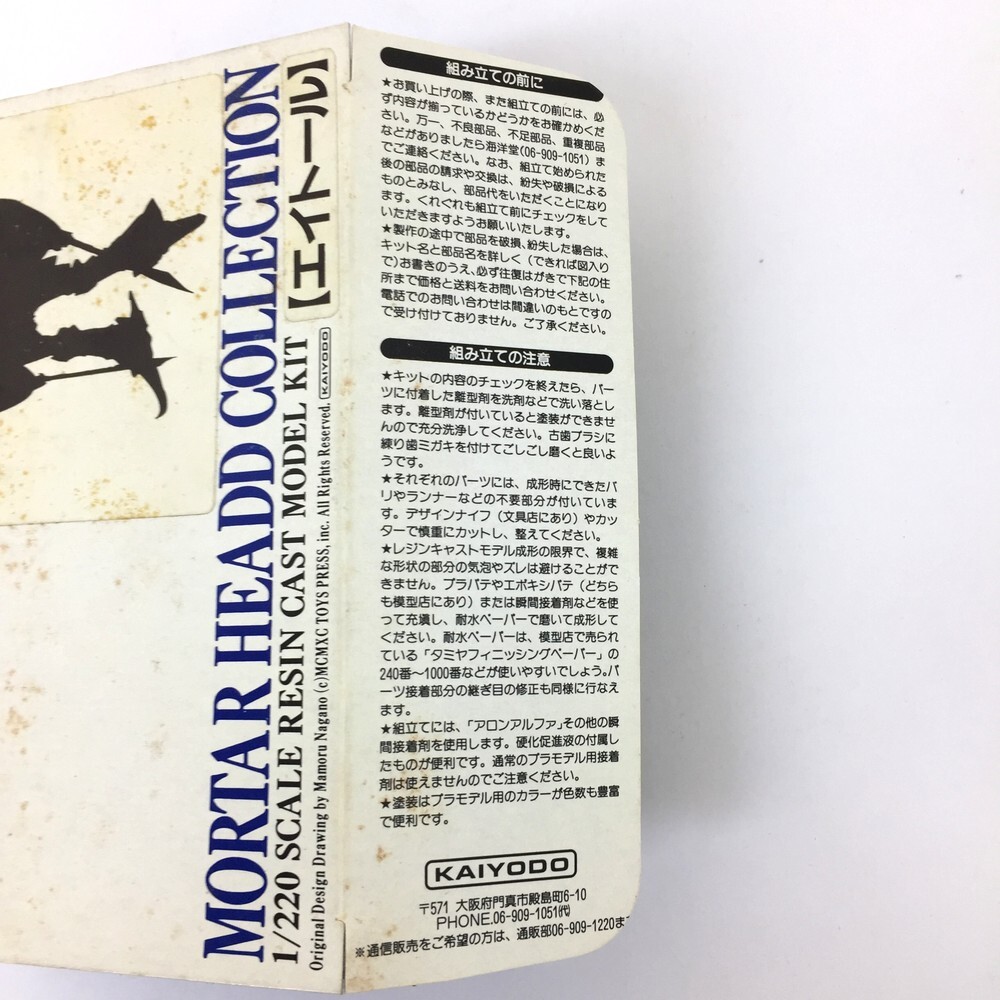 MORTAR HEADD COLLECTION
【エイトール】
1/220 SCALE RESIN CAST MODEL KIT
Original Design Drawing by Mamoru Nagano (c)MCMXC TOYS PRESS, inc. All Rights Reserved. KAIYODO
組み立ての前に
★お買い上げの際、また組立ての前には、必
ず内容が揃っているかどうかをお確かめくだ
さい。万一、不良部品、不足部品、重複部品
などがありましたら海洋堂(06-909-1051)ま
でご連絡ください。なお、組立て始められた
後の部品の請求や交換は、紛失や破損による
ものとみなし、部品代をいただくことになり
ます。くれぐれも組立て前にチェックをして
いただきますようお願いいたします。
★製作の途中で部品を破損、紛失した場合は、
キット名と部品名を詳しく(できれば図入り
で)お書きのうえ、必ず往復はがきで下記の住
所まで価格と送料をお問い合わせください。
電話でのお問い合わせは間違いのもとですの
で受け付けておりません。ご了承ください。
組み立ての注意
★キットの内容のチェックを終えたら、パー
ツに付着した離型剤を洗剤などで洗い落とし
ます。離型剤が付いていると塗装ができませ
んので充分洗浄してください。古歯ブラシに
練り歯ミガキを付けてごしごし磨くと良いよ
うです。
★それぞれのパーツには、成形時にできたバ
リやランナーなどの不要部分が付いていま
す。デザインナイフ(文具店にあり)やカッ
ターで慎重にカットし、整えてください。
★レジンキャストモデル成形の限界で、複雑
な形状の部分の気泡やズレは避けることがで
きません。プラパテやエポキシパテ(どちら
も模型店にあり)または瞬間接着剤などを使
って充塡し、耐水ペーパーで磨いて成形して
ください。耐水ペーパーは、模型店で売られ
ている「タミヤフィニッシングペーパー」の
240番〜1000番などが使いやすいでしょう。パ
ーツ接着部分の継ぎ目の修正も同様に行なえ
ます。
★組立てには、「アロンアルファ」その他の瞬
間接着剤を使用します。硬化促進液の付属し
たものが便利です。通常のプラモデル用接着
剤は使えませんのでご注意ください。
★塗装はプラモデル用のカラーが色数も豊富
で便利です。
KAIYODO
〒571 大阪府門真市殿島町6-10
PHONE.06-909-1051(代)
※通信販売をご希望の方は、通販部06-909-1220まで